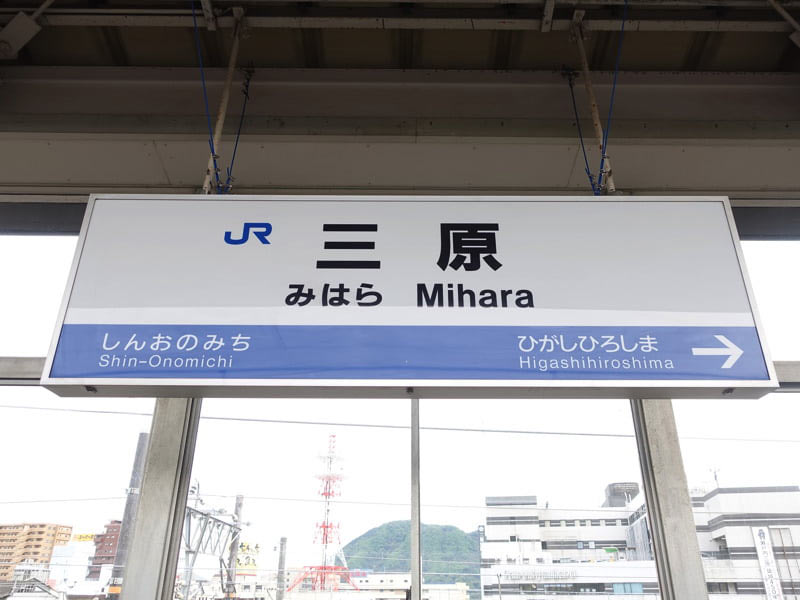 JR 三原
みはら Mihara
しんおのみち
Shin-Onomichi
ひがしひろしま
Higashihiroshima